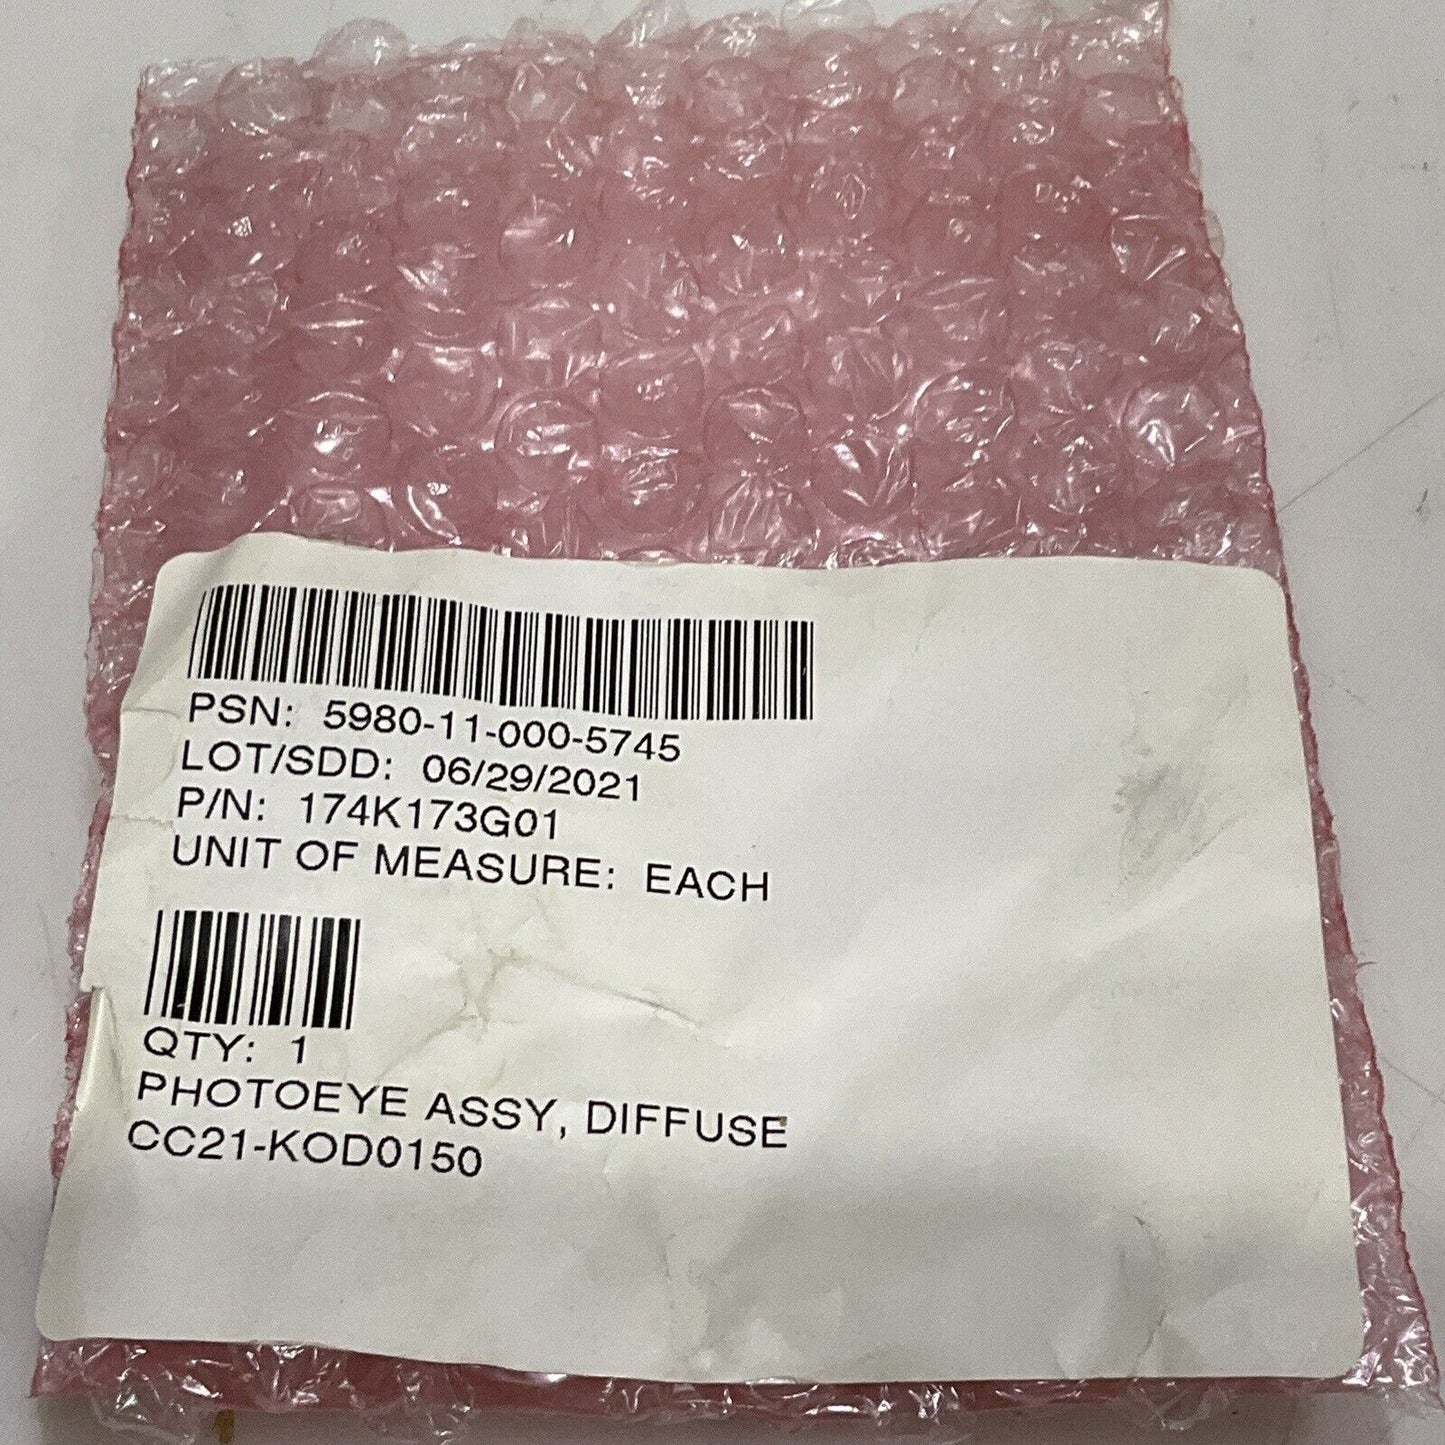 PSN: 5980-11-000-5745
LOT/SDD: 06/29/2021
P/N: 174K173G01
UNIT OF MEASURE: EACH
QTY: 1
PHOTOEYE ASSY, DIFFUSE
CC21-KOD0150